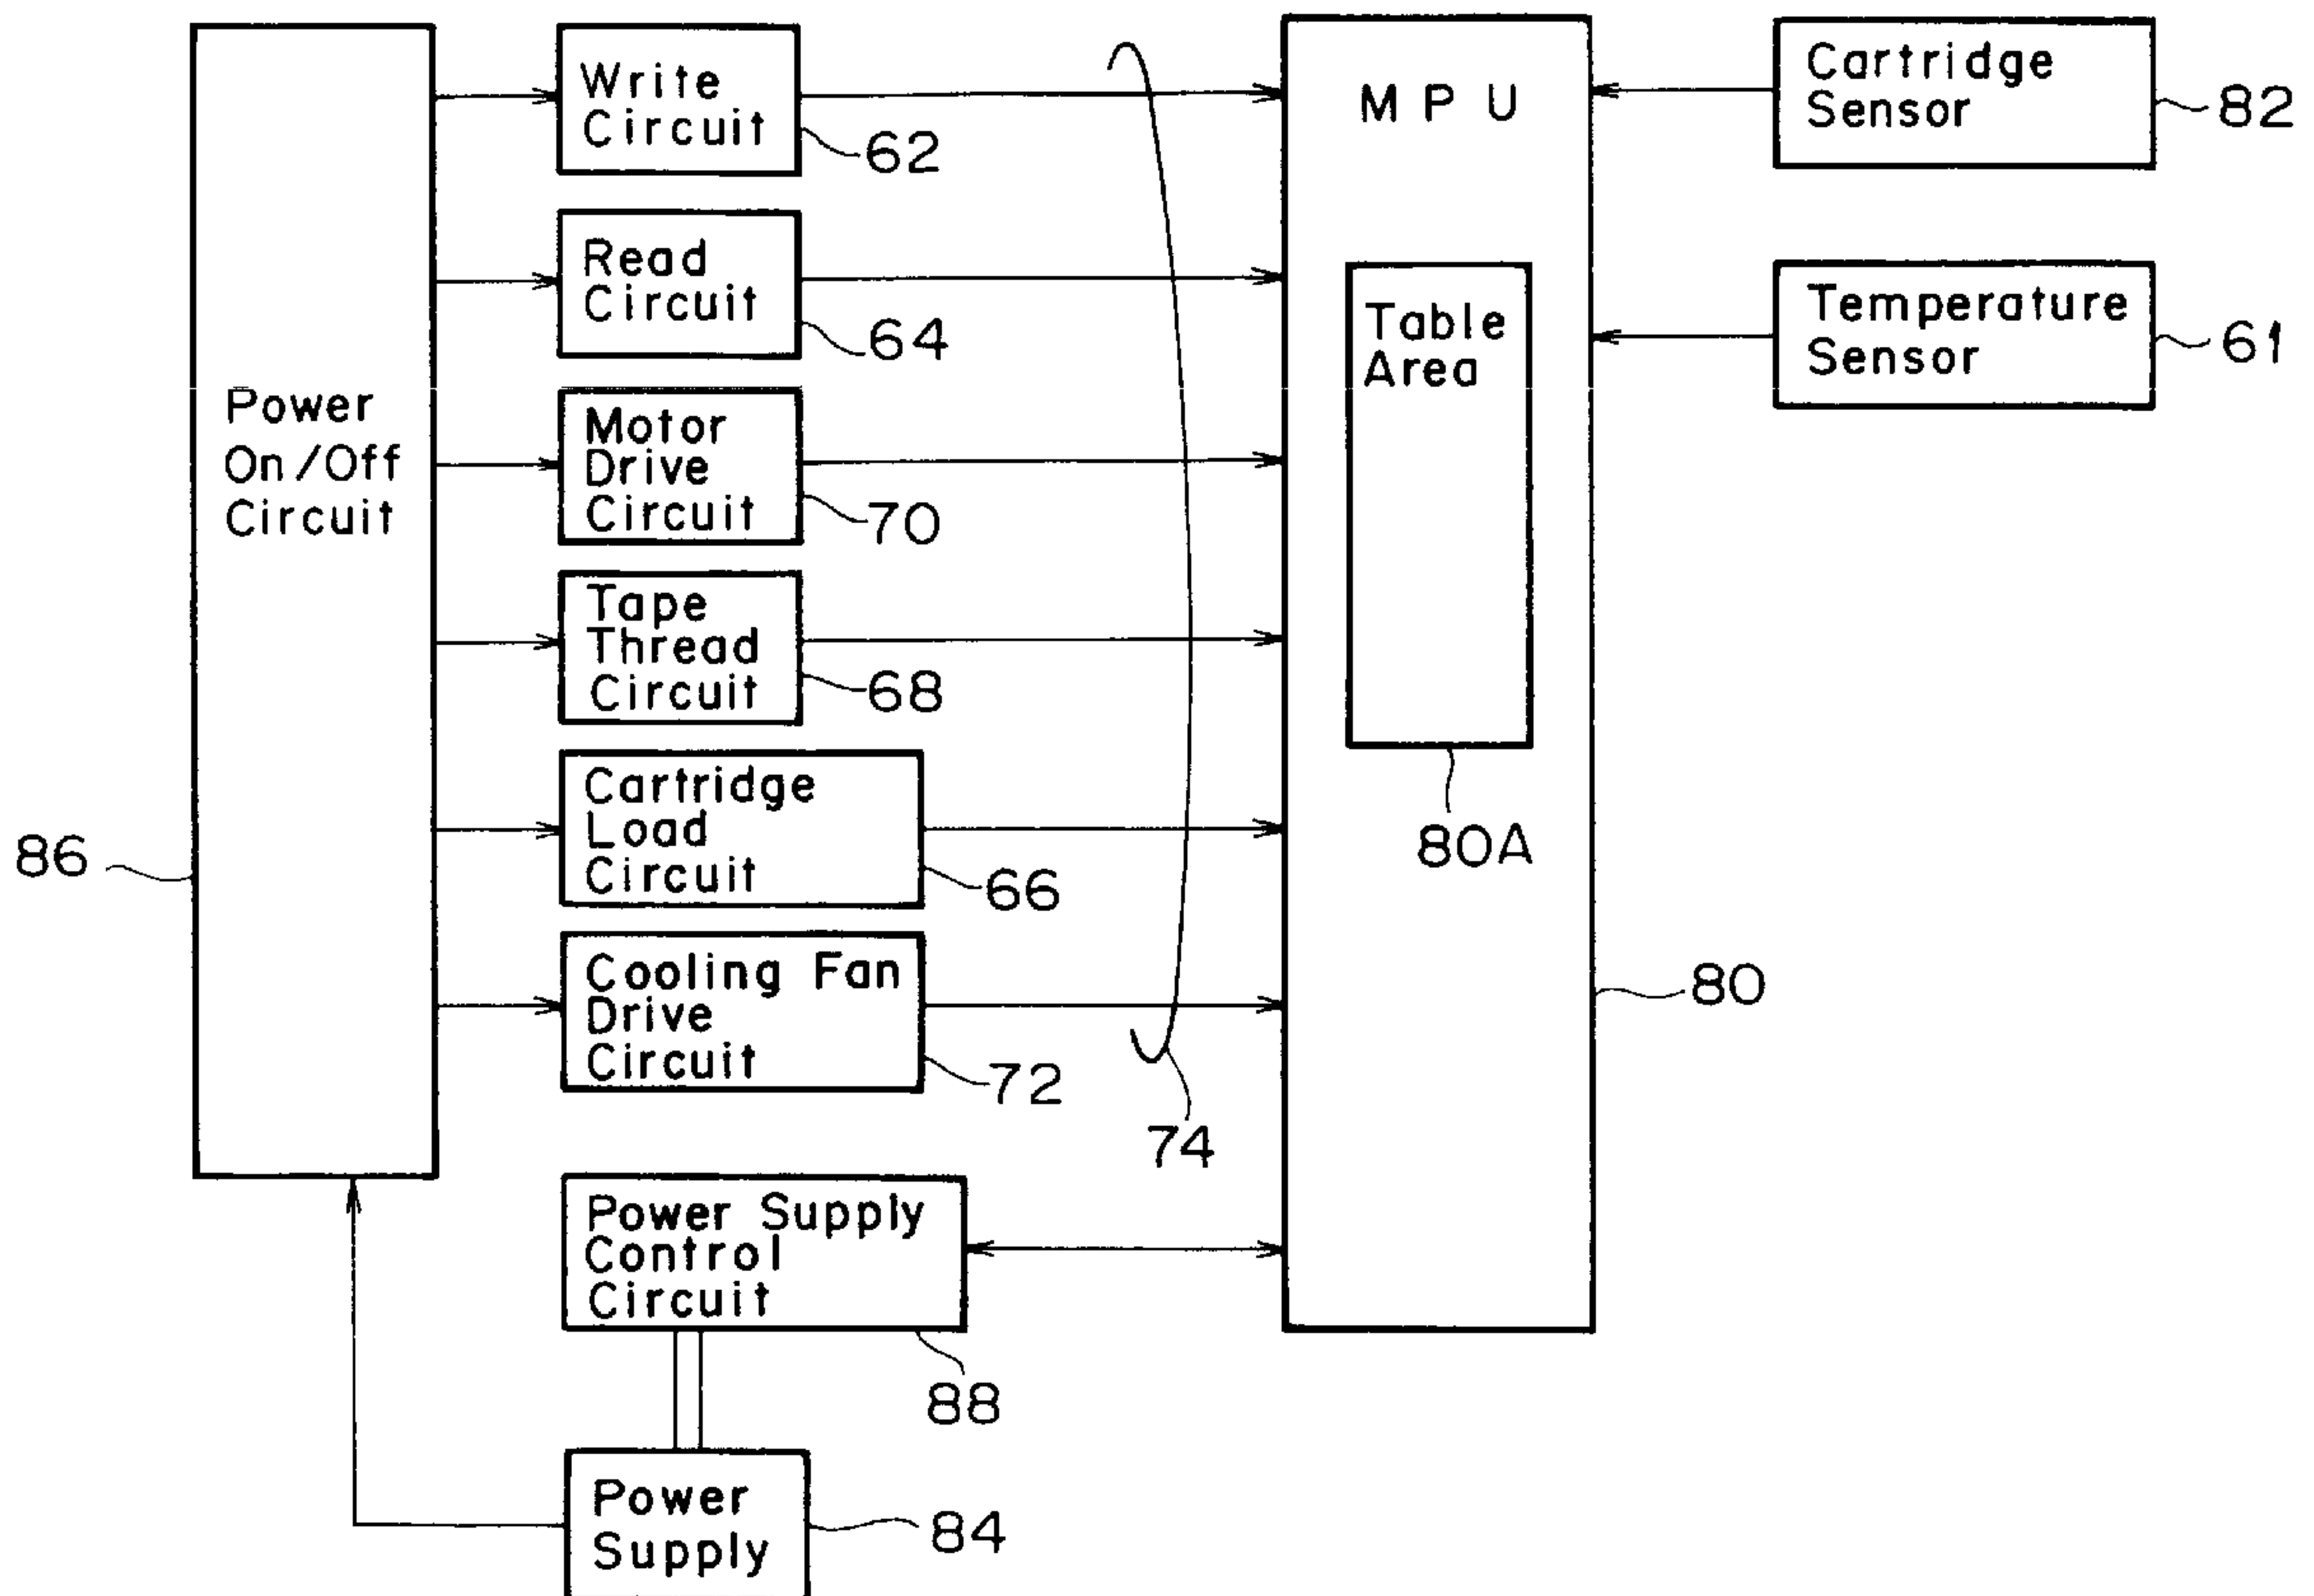 Power
On/Off
Circuit
86
Write
Circuit
62
Read
Circuit
64
Motor
Drive
Circuit
70
Tape
Thread
Circuit
68
Cartridge
Load
Circuit
66
Cooling Fan
Drive
Circuit
72
74
Power Supply
Control
Circuit
88
Power
Supply
84
MPU
Table
Area
80A
80
Cartridge
Sensor
82
Temperature
Sensor
61